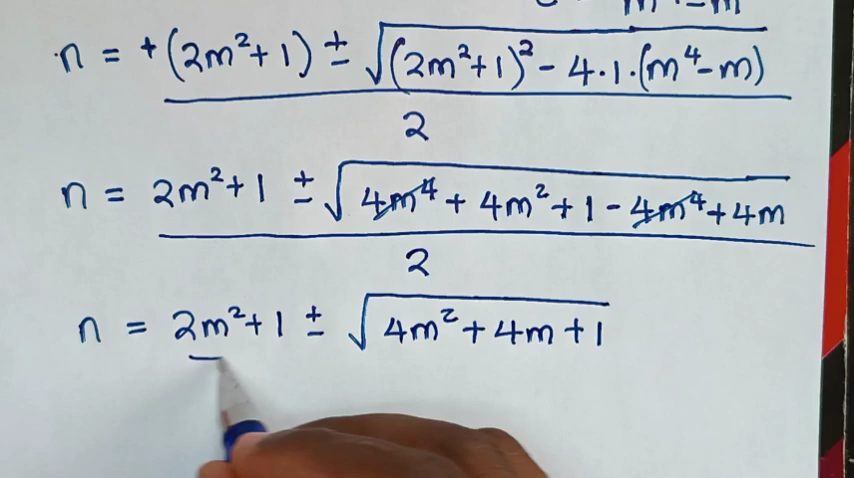 n = +(2m²+1) ± √(2m²+1)² - 4·1·(m⁴-m)
2
n = 2m²+1 ± √4m⁴ + 4m² + 1 - 4m⁴ + 4m
2
n = 2m²+1 ± √4m² + 4m + 1